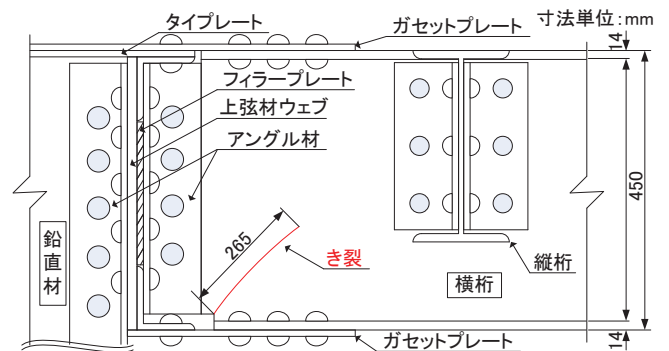 タイプレート
ガセットプレート
寸法単位:mm
14
フィラープレート
上弦材ウェブ
アングル材
450
265
き裂
鉛直材
縦桁
横桁
ガセットプレート
14